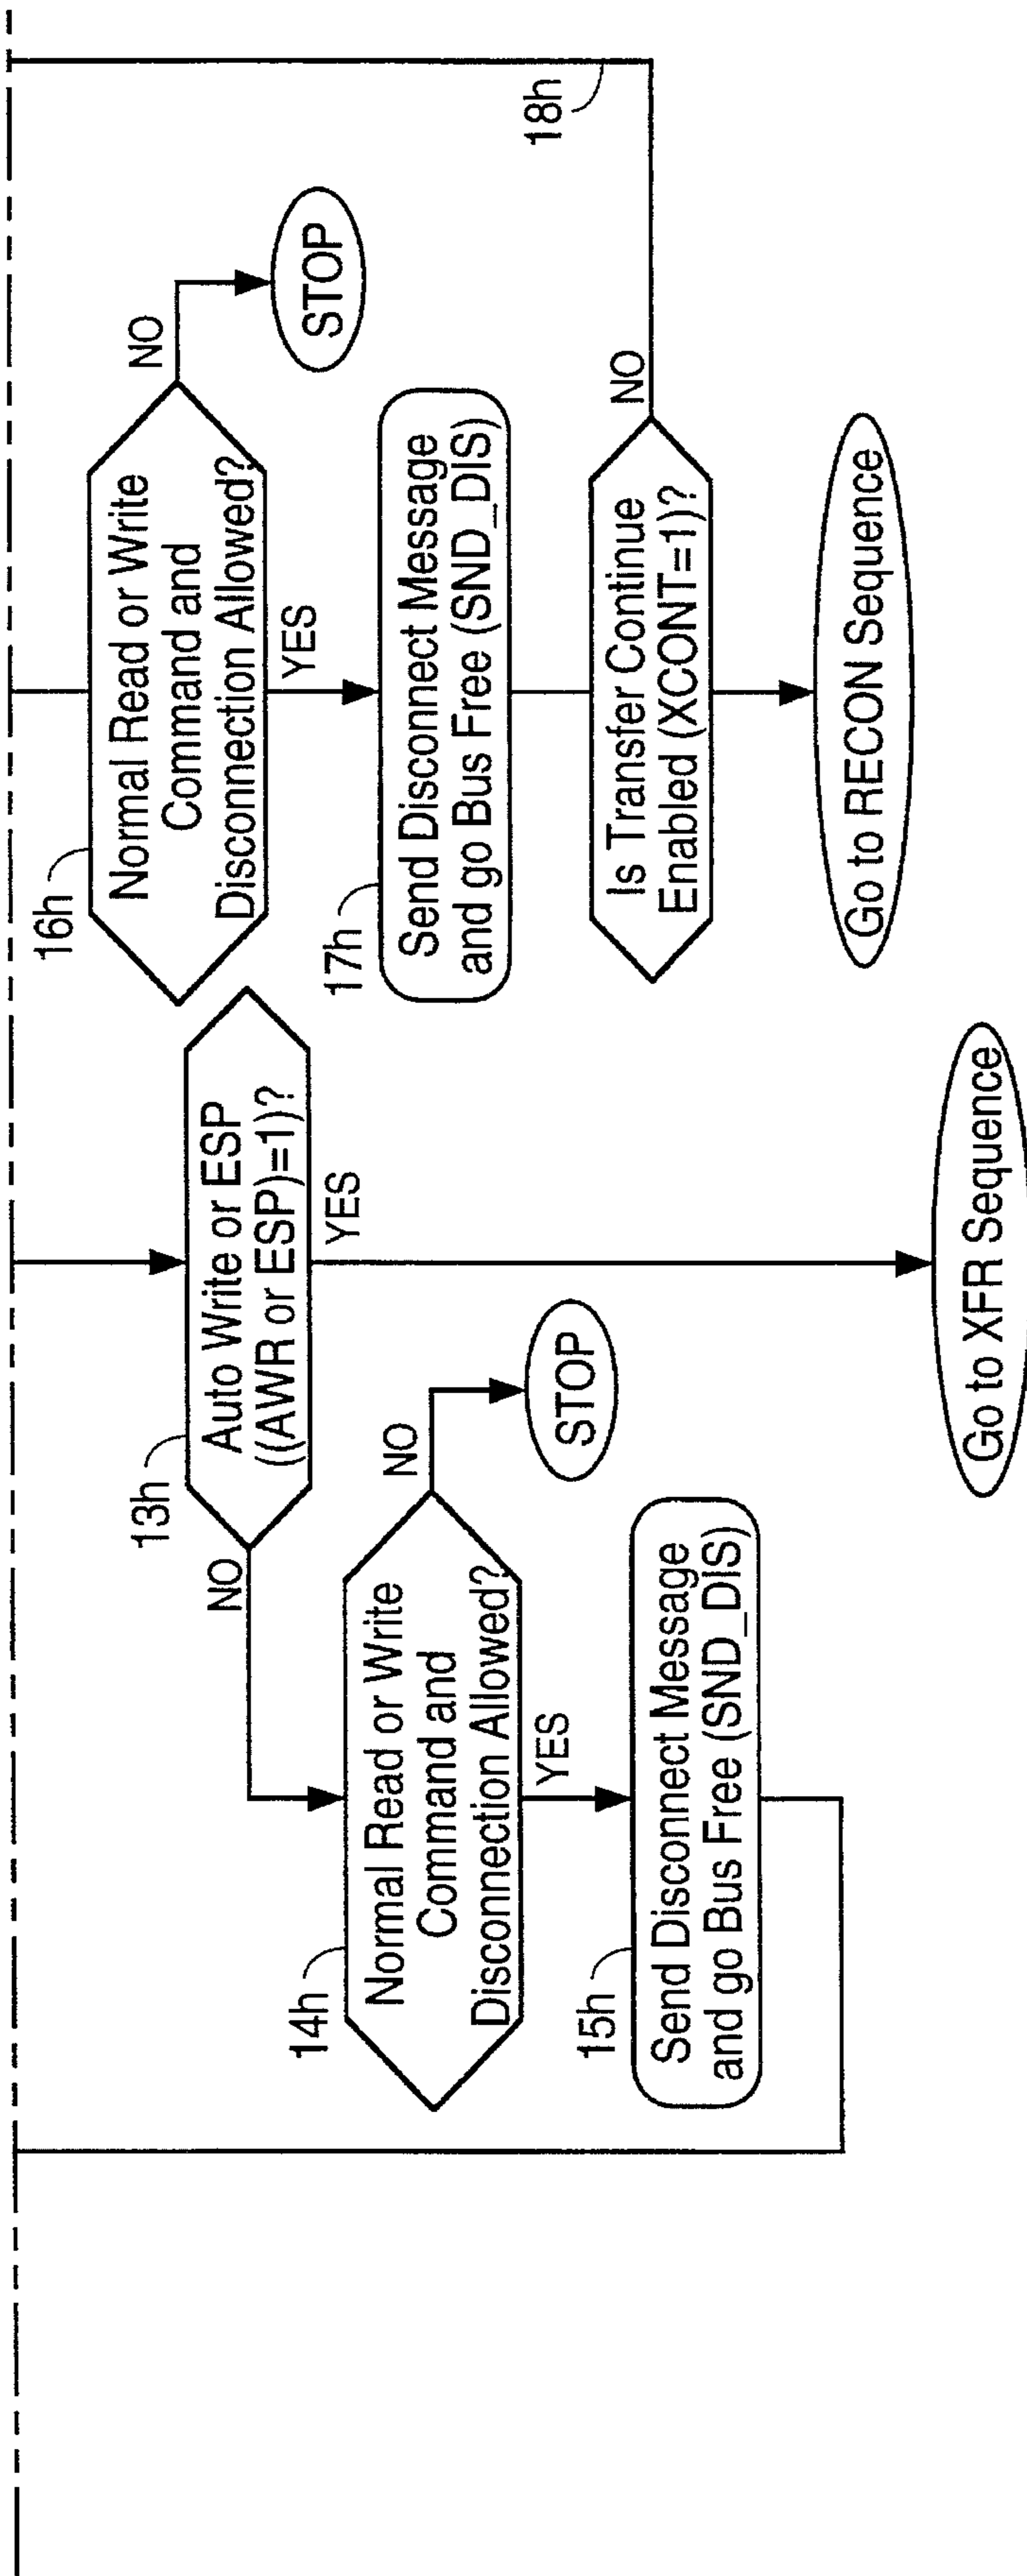 13h
Auto Write or ESP
((AWR or ESP)=1)?
NO
YES
14h
Normal Read or Write
Command and
Disconnection Allowed?
NO
STOP
YES
15h
Send Disconnect Message
and go Bus Free (SND_DIS)
Go to XFR Sequence
16h
Normal Read or Write
Command and
Disconnection Allowed?
NO
STOP
YES
17h
Send Disconnect Message
and go Bus Free (SND_DIS)
18h
Is Transfer Continue
Enabled (XCONT=1)?
NO
Go to RECON Sequence